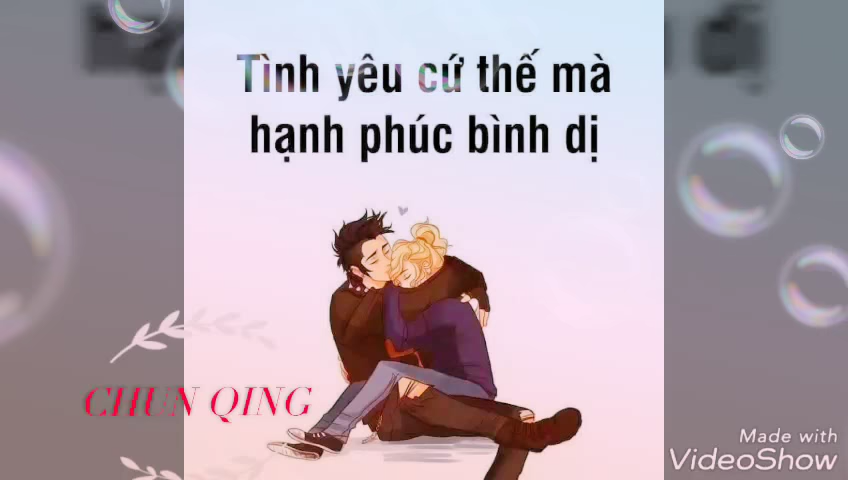 Tình yêu cứ thế mà
hạnh phúc bình dị
CHUN QING
Made with
VideoShow